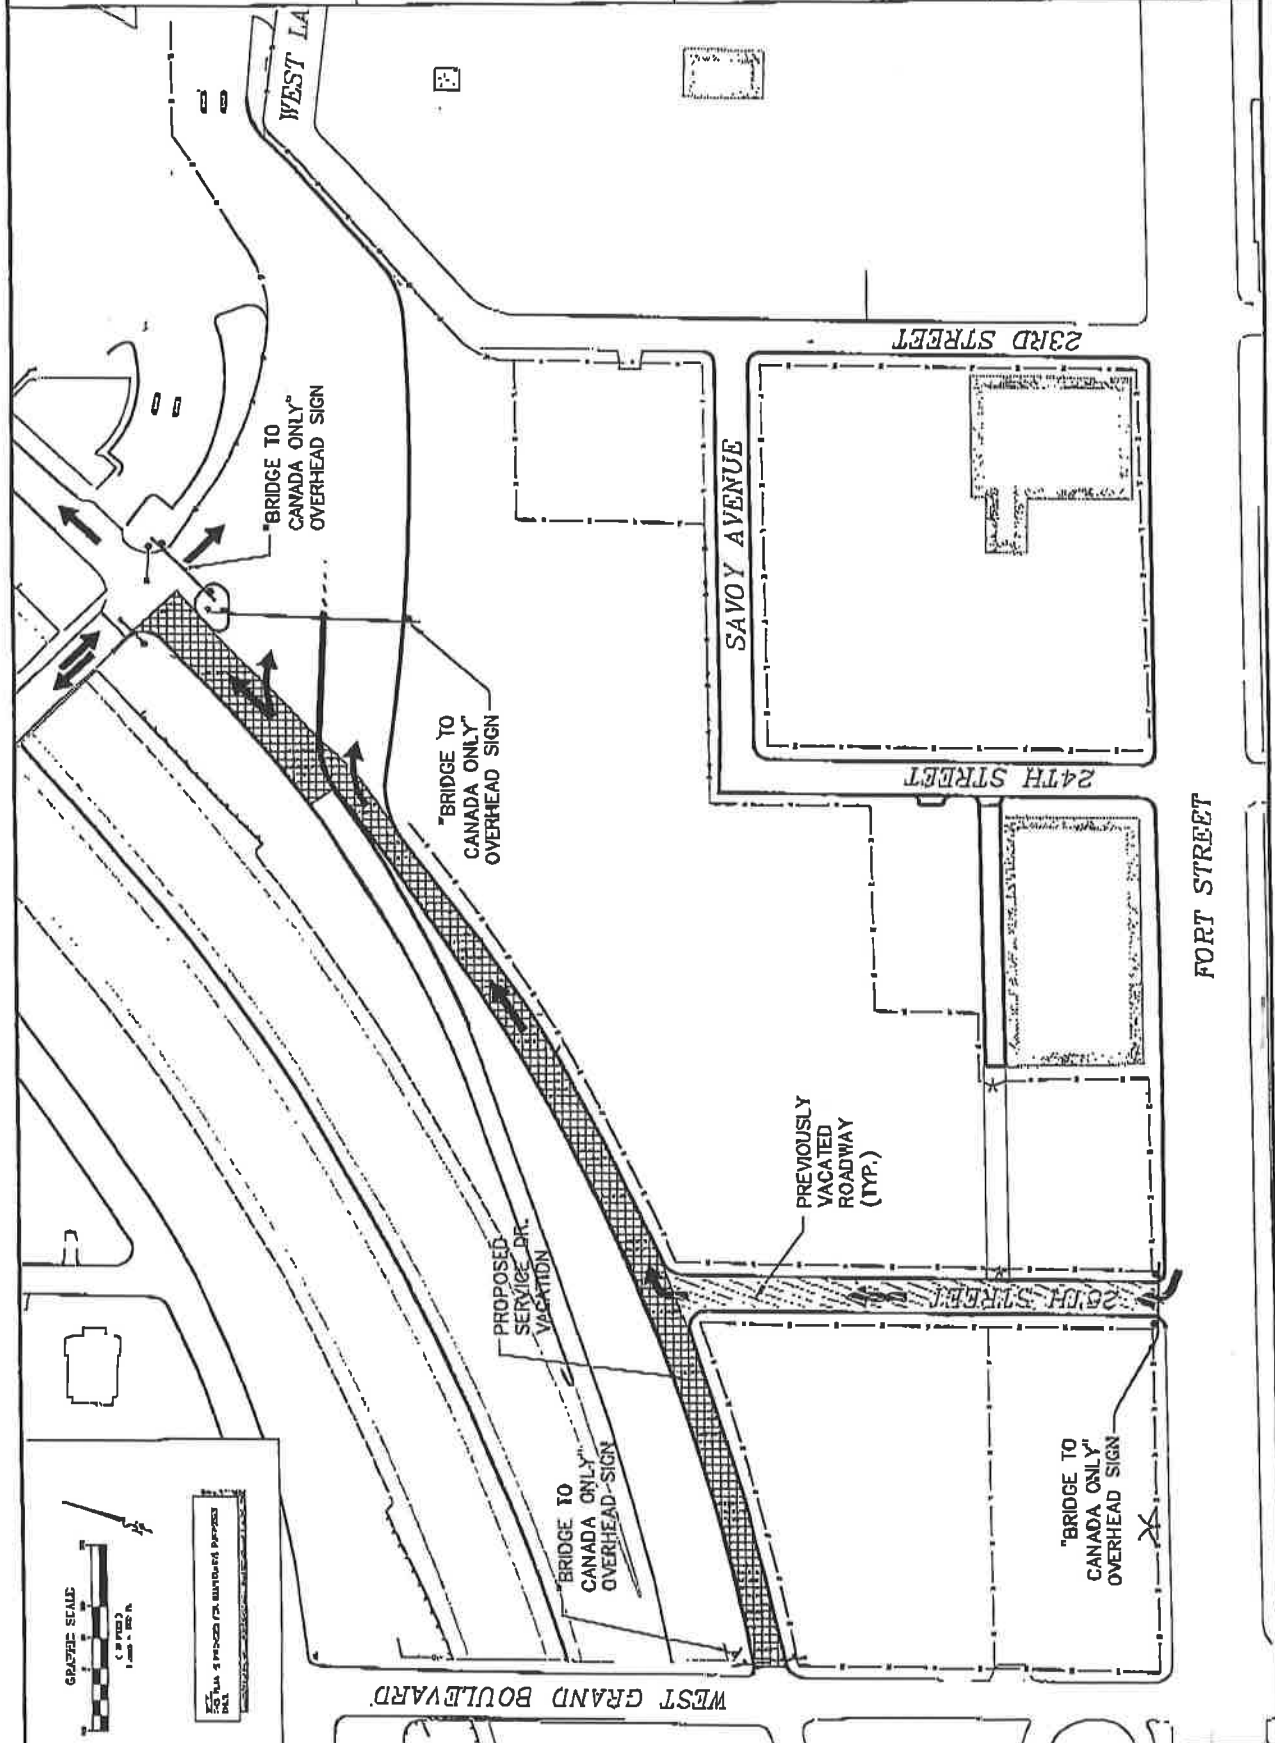 WEST LA
"BRIDGE TO
CANADA ONLY"
OVERHEAD SIGN
23RD STREET
SAVOY AVENUE
"BRIDGE TO
CANADA ONLY"
OVERHEAD SIGN
24TH STREET
FORT STREET
PREVIOUSLY
VACATED
ROADWAY
(TYP.)
PROPOSED
SERVICE DR.
VACATION
25TH STREET
"BRIDGE TO
CANADA ONLY"
OVERHEAD SIGN
"BRIDGE TO
CANADA ONLY"
OVERHEAD SIGN
WEST GRAND BOULEVARD
GRAPHIC SCALE